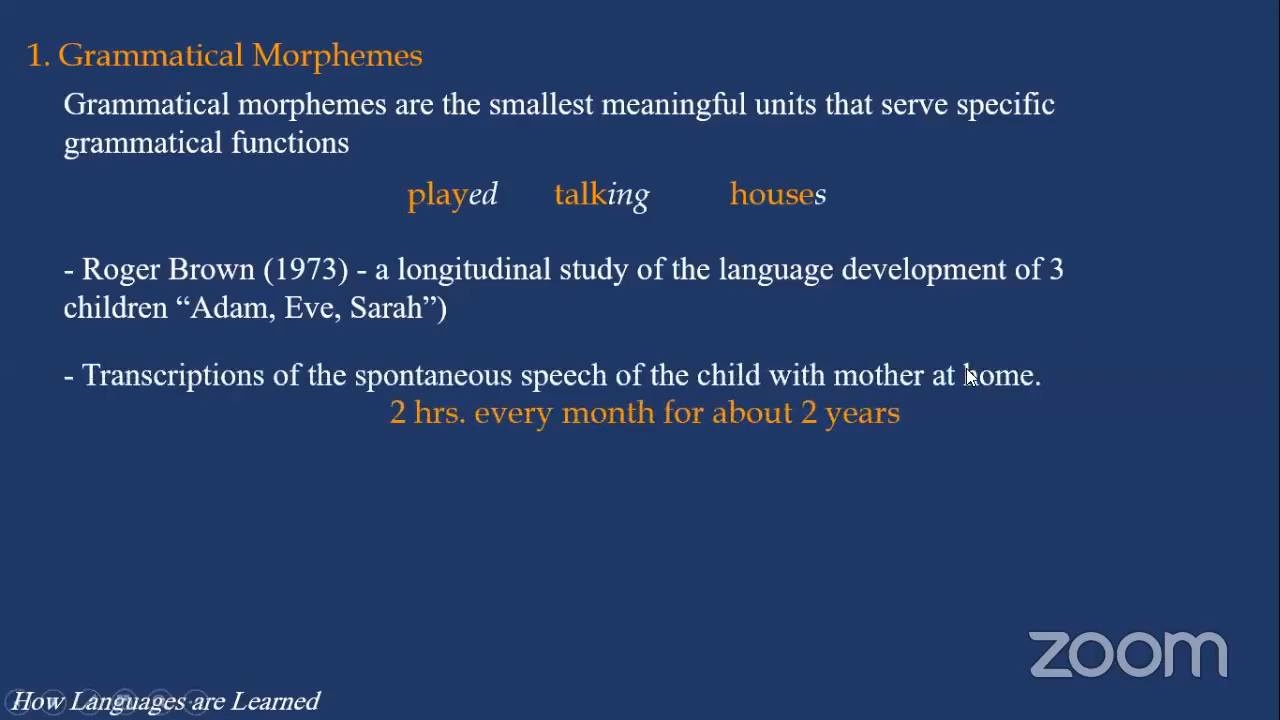 1. Grammatical Morphemes
Grammatical morphemes are the smallest meaningful units that serve specific
grammatical functions
played talking houses
- Roger Brown (1973) - a longitudinal study of the language development of 3
children “Adam, Eve, Sarah”)
- Transcriptions of the spontaneous speech of the child with mother at home.
2 hrs. every month for about 2 years
zoom
How Languages are Learned